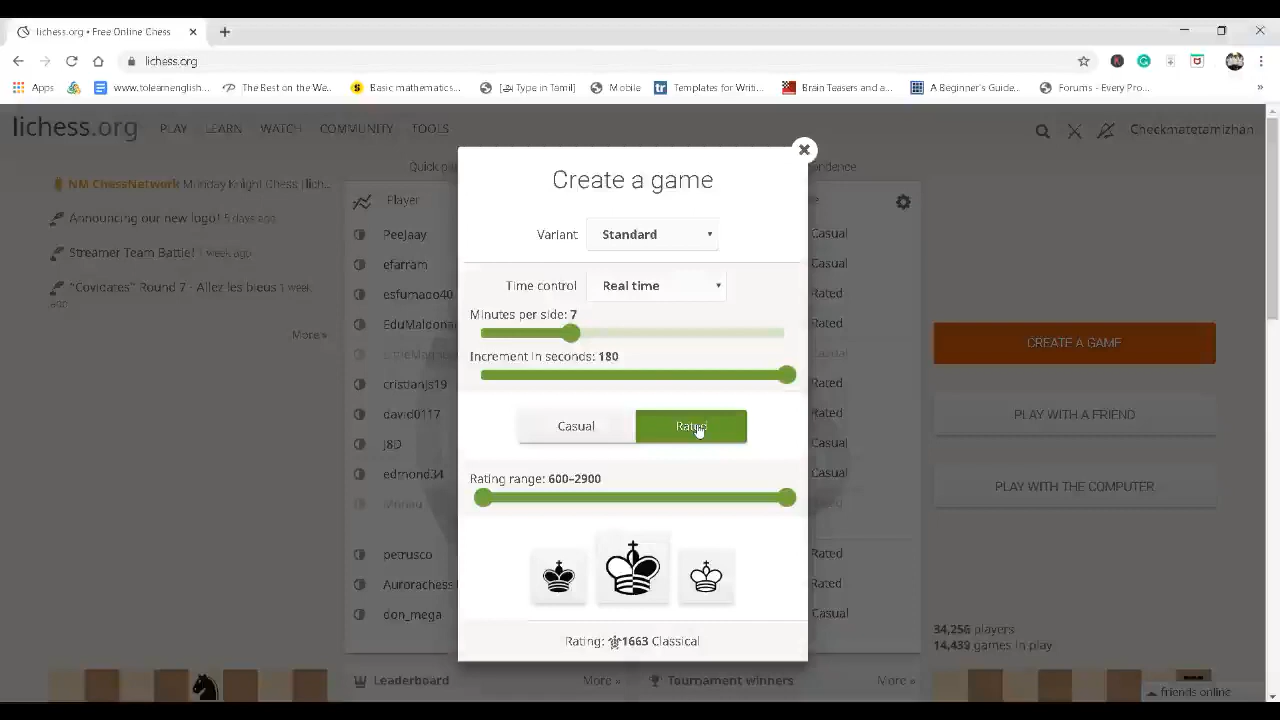 lichess.org • Free Online Chess
lichess.org
Apps
www.tolearnenglish...
The Best on the We...
Basic mathematic...
Mobile
Templates for Writi...
Brain Teasers and a...
A Beginner's Guide...
Forums - Every Pro...
lichess.org PLAY LEARN WATCH COMMUNITY TOOLS
Checkmatetamizhan
NM ChessNetwork Monday Knight Chess (lich...
Announcing our new logo! 5 days ago
Streamer Team Battle! 1 week ago
Round 7 - Aller les bleus 1 week
ago
More »
Player
PeeJaay
efarram
esfumado40
EduMaldona
cristianjs19
david0117
J8D
edmond34
petrusco
Aurorachess
don_mega
Create a game
Variant Standard
Time control Real time
Minutes per side: 7
Increment in seconds: 180
Casual Rated
Rating range: 600–2900
Rating: 1663 Classical
Casual
Casual
Rated
Rated
Casual
Rated
Rated
Casual
Casual
Rated
Rated
Rated
Casual
CREATE A GAME
PLAY WITH A FRIEND
PLAY WITH THE COMPUTER
34,256 players
14,439 games in play
Leaderboard More »
Tournament winners More »
friends online